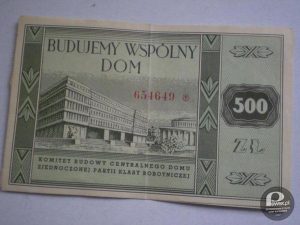 BUDUJEMY WSPÓLNY
DOM
654649
500
ZŁ
KOMITET BUDOWY CENTRALNEGO DOMU
ZJEDNOCZONEJ PARTII KLASY ROBOTNICZEJ